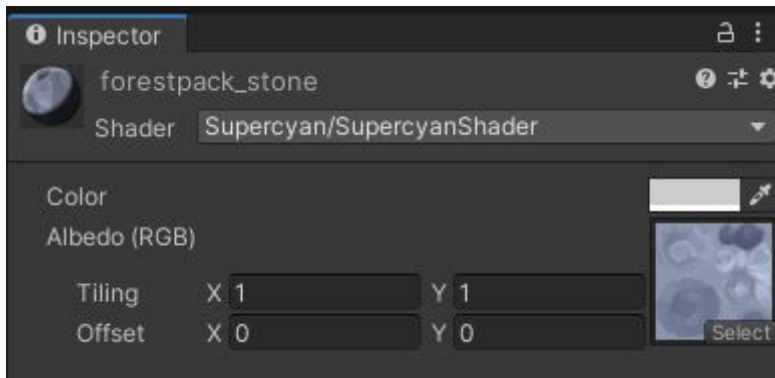 Inspector
forestpack_stone
Shader Supercyan/SupercyanShader
Color
Albedo (RGB)
Tiling X 1 Y 1
Offset X 0 Y 0
Select